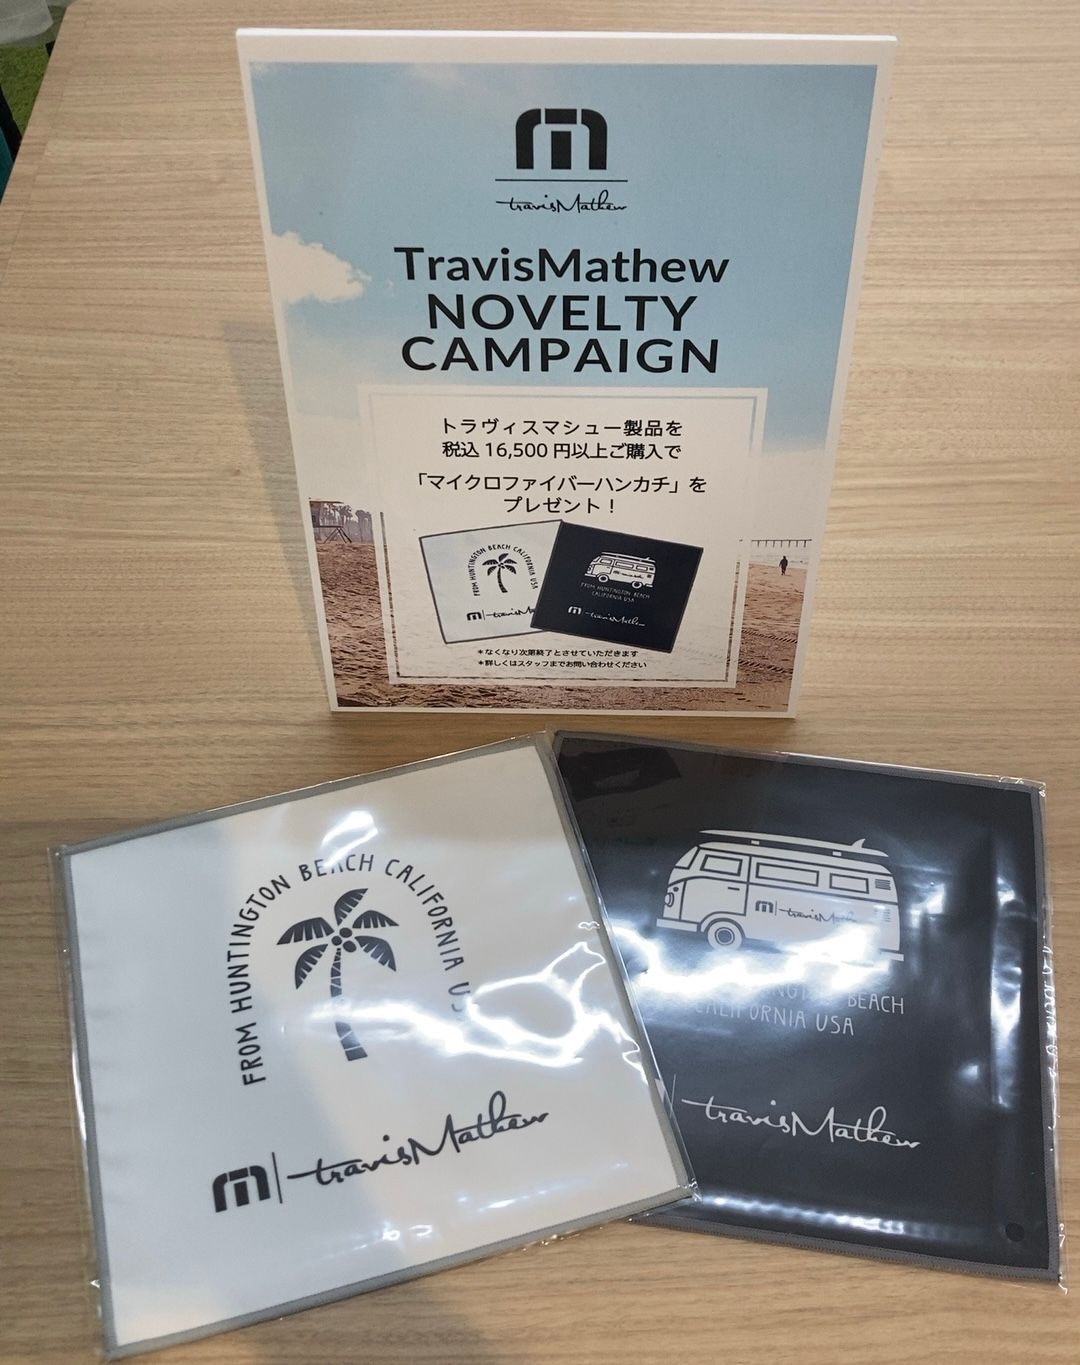 travisMathew
TravisMathew
NOVELTY
CAMPAIGN
トラヴィスマシュー製品を
税込 16,500 円以上ご購入で
「マイクロファイバーハンカチ」を
プレゼント！
FROM HUNTINGTON BEACH CALIFORNIA USA
FROM HUNTINGTON BEACH
CALIFORNIA USA
travisMathew
＊なくなり次第終了とさせていただきます
＊詳しくはスタッフまでお問い合わせください
FROM HUNTINGTON BEACH CALIFORNIA US
travisMathew
travisMath
BEACH
CALIFORNIA USA
travisMathew